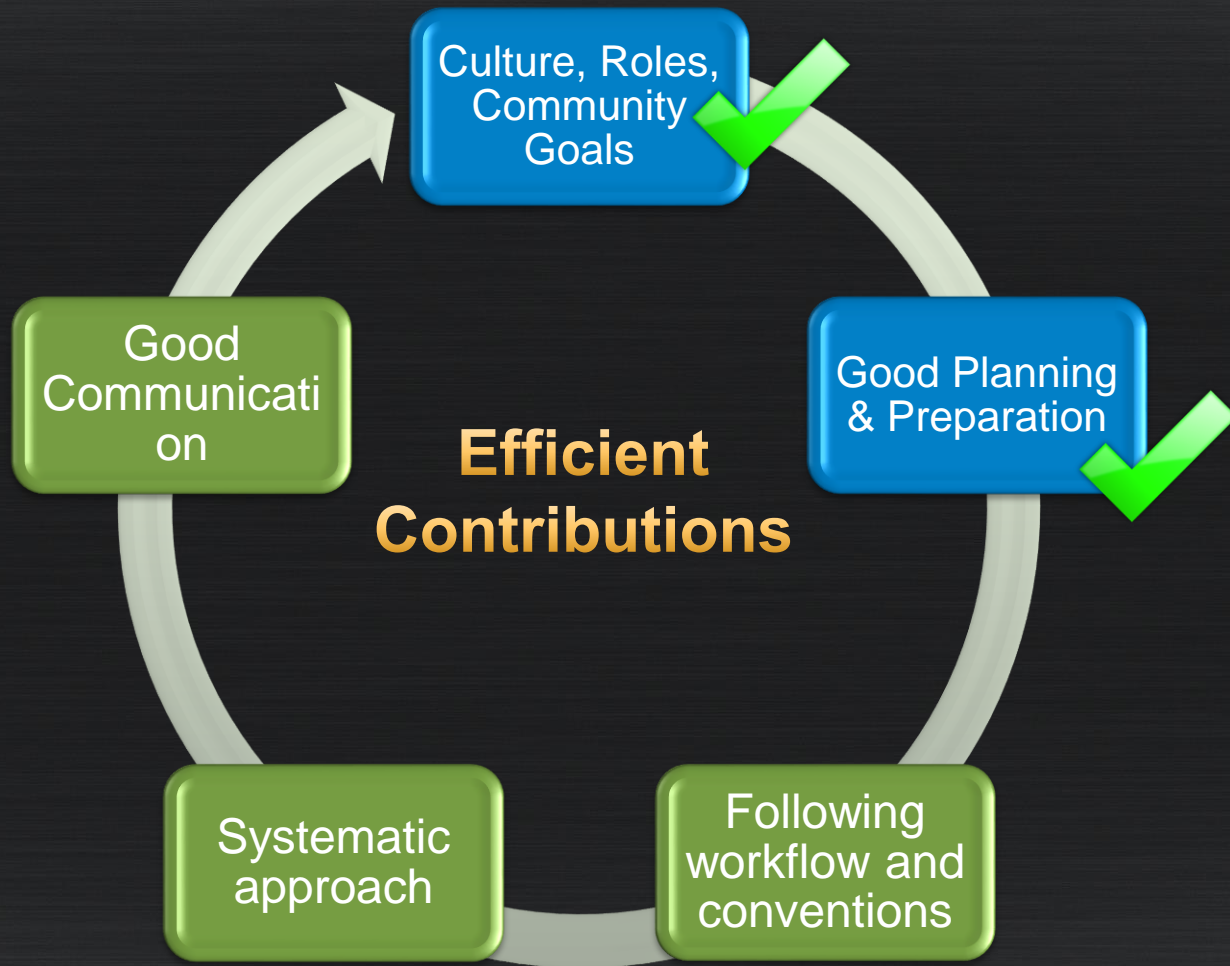 Culture, Roles,
Community
Goals
Good Planning
& Preparation
Following
workflow and
conventions
Systematic
approach
Good
Communicati
on
Efficient
Contributions